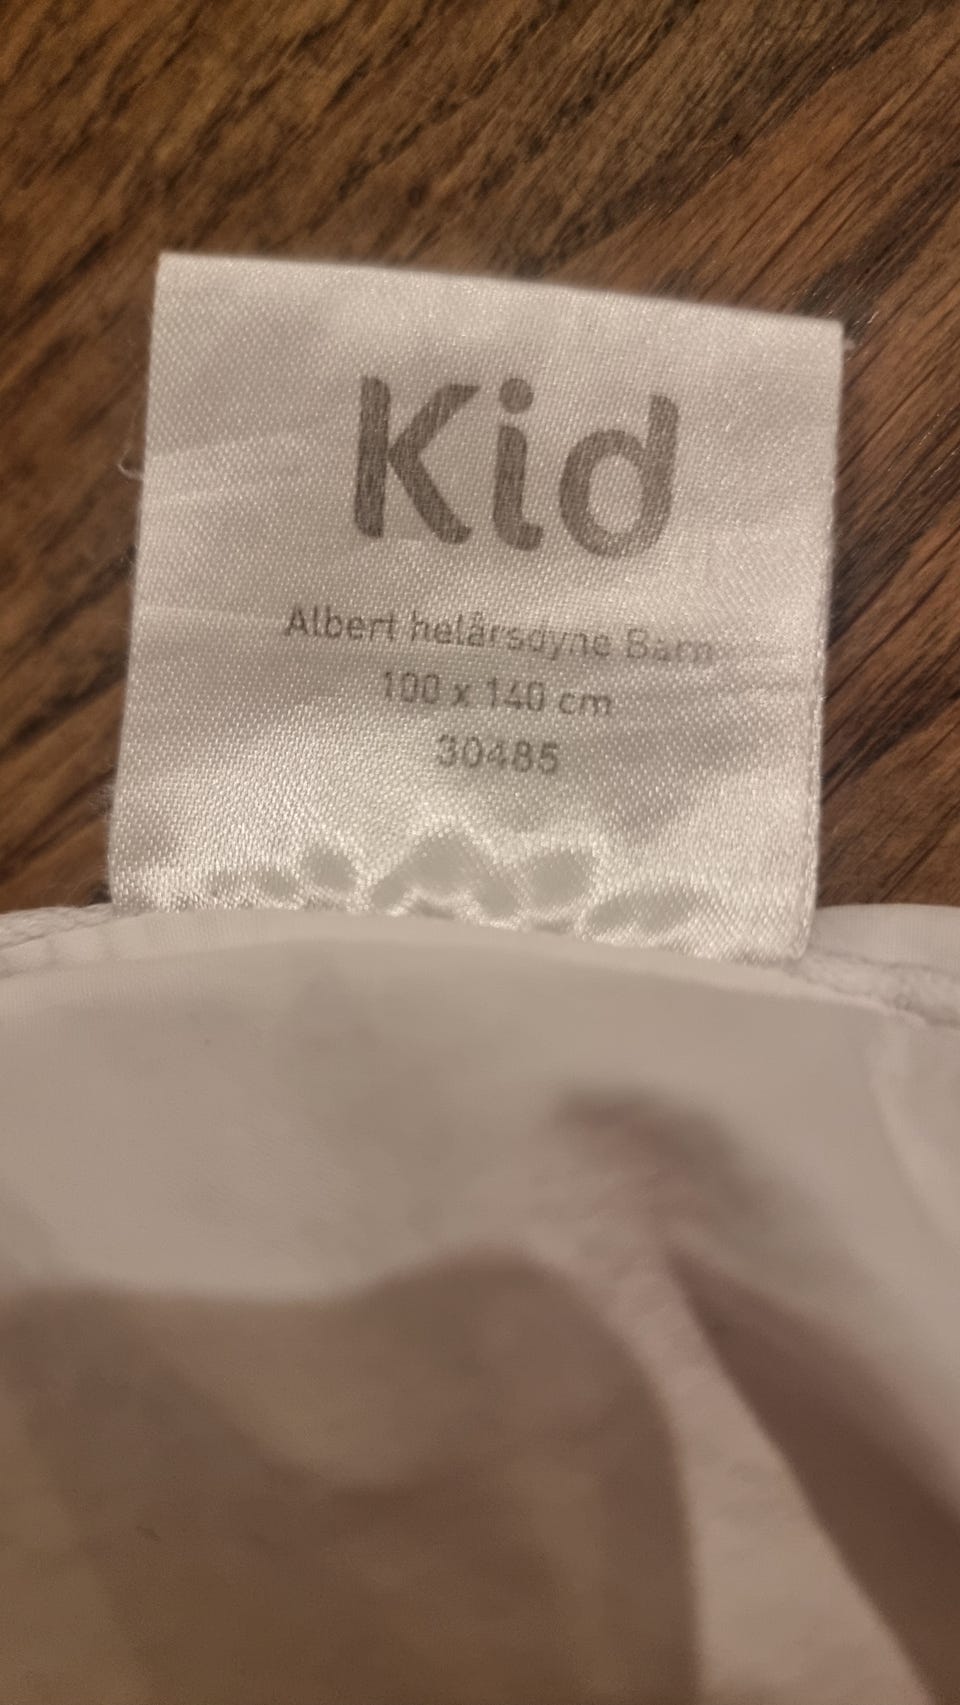 Kid
Albert helårsdyne Barn
100 x 140 cm
30485